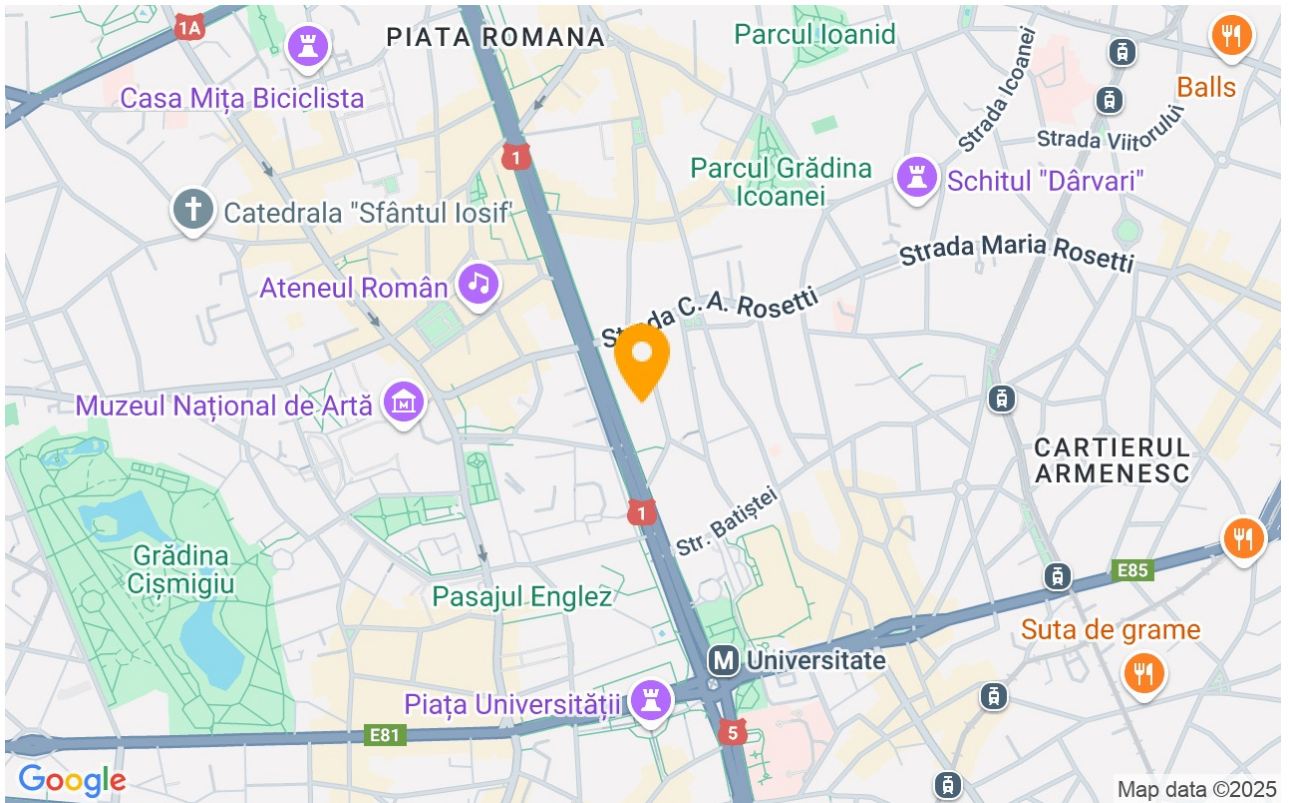 1A
PIATA ROMANA
Parcul Ioanid
Balls
Casa Mița Biciclista
Strada Icoanei
Strada Viitorului
1
Parcul Grădina
Icoanei
Schitul "Dârvari"
Catedrala "Sfântul Iosif'
Strada Maria Rosetti
Ateneul Român
Strada C. A. Rosetti
Muzeul Național de Artă
CARTIERUL
ARMENESC
1
Str. Batiștei
Grădina
Cișmigiu
E85
Pasajul Englez
Suta de grame
M Universitate
Piața Universității
E81
5
Google
Map data ©2025